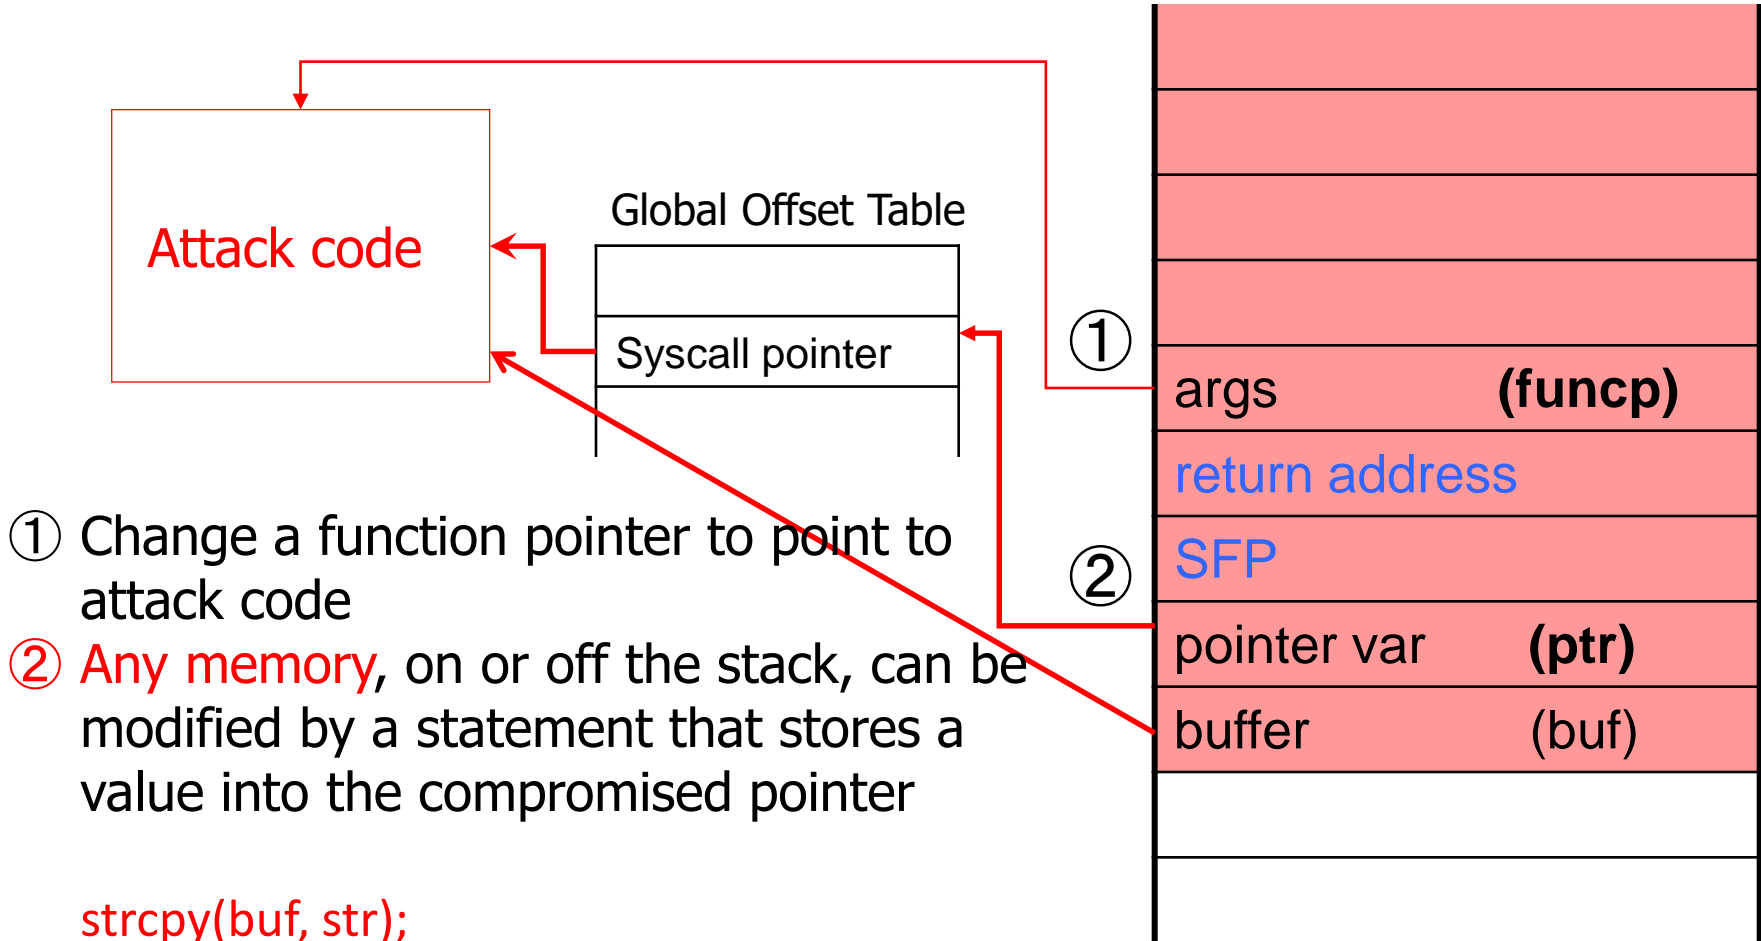 Attack code
Global Offset Table
Syscall pointer
①
args (funcp)
return address
SFP
②
pointer var (ptr)
buffer (buf)
① Change a function pointer to point to
attack code
② Any memory, on or off the stack, can be
modified by a statement that stores a
value into the compromised pointer
strcpy(buf, str);